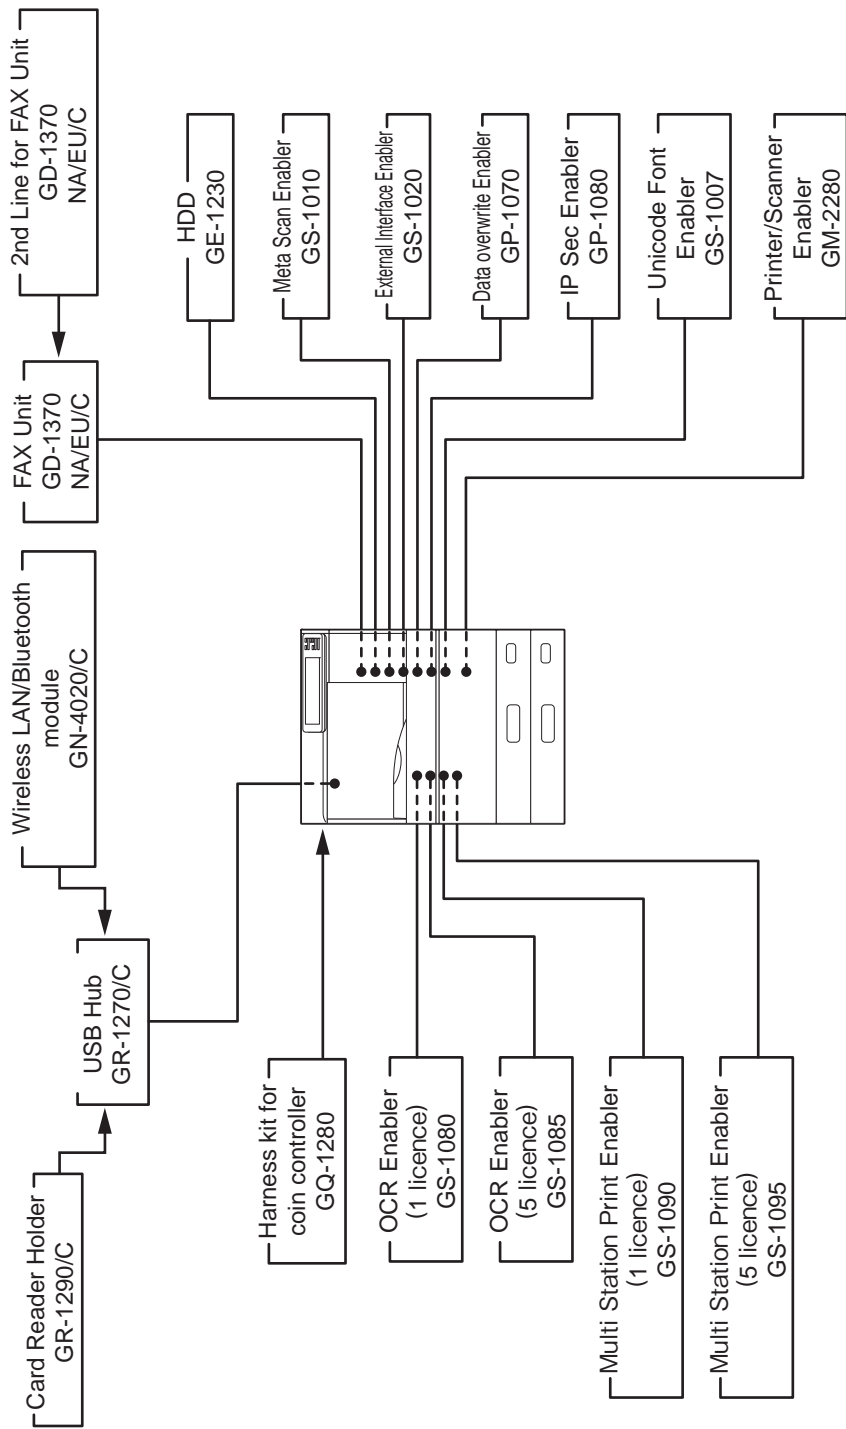 Card Reader Holder
GR-1290/C
USB Hub
GR-1270/C
Wireless LAN/Bluetooth
module
GN-4020/C
FAX Unit
GD-1370
NA/EU/C
2nd Line for FAX Unit
GD-1370
NA/EU/C
HDD
GE-1230
Meta Scan Enabler
GS-1010
External Interface Enabler
GS-1020
Data overwrite Enabler
GP-1070
IP Sec Enabler
GP-1080
Unicode Font
Enabler
GS-1007
Printer/Scanner
Enabler
GM-2280
Harness kit for
coin controller
GQ-1280
OCR Enabler
(1 licence)
GS-1080
OCR Enabler
(5 licence)
GS-1085
Multi Station Print Enabler
(1 licence)
GS-1090
Multi Station Print Enabler
(5 licence)
GS-1095